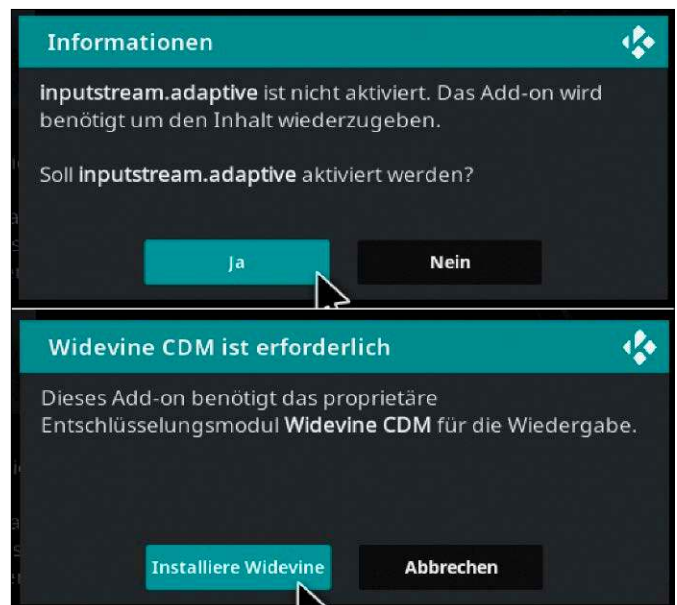 Informationen
inputstream.adaptive ist nicht aktiviert. Das Add-on wird
benötigt um den Inhalt wiederzugeben.
Soll inputstream.adaptive aktiviert werden?
Ja
Nein
Widevine CDM ist erforderlich
Dieses Add-on benötigt das proprietäre
Entschlüsselungsmodul Widevine CDM für die Wiedergabe.
Installiere Widevine
Abbrechen